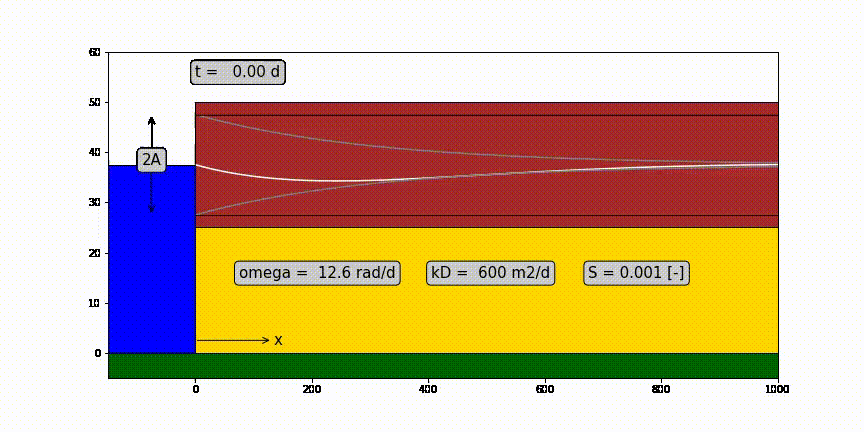 60
t =   0.00 d
50
40
2A
30
20
omega =  12.6 rad/d
kD =  600 m2/d
S = 0.001 [-]
10
x
0
0
200
400
600
800
1000